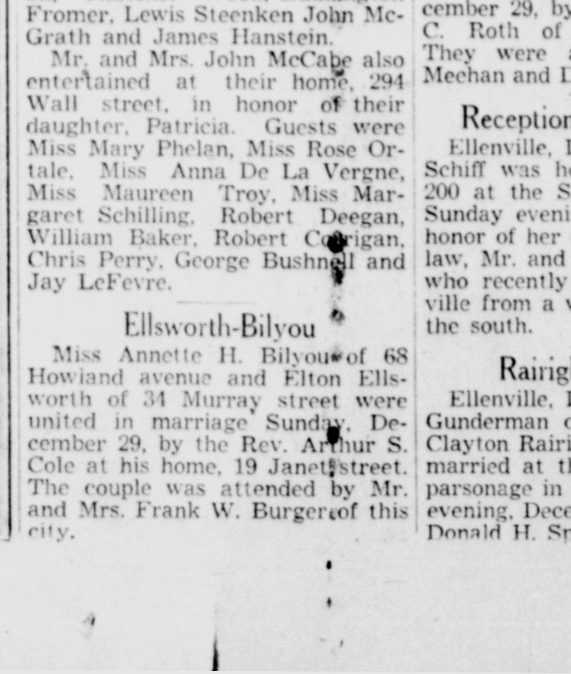 Fromer, Lewis Steenken John Mc-
Grath and James Hanstein.
Mr. and Mrs. John McCabe also
entertained at their home, 294
Wall street, in honor of their
daughter, Patricia. Guests were
Miss Mary Phelan, Miss Rose Or-
tale, Miss Anna De La Vergne,
Miss Maureen Troy, Miss Mar-
garet Schilling, Robert Deegan,
William Baker, Robert Corrigan,
Chris Perry, George Bushnell and
Jay LeFevre.
Ellsworth-Bilyou
Miss Annette H. Bilyou of 68
Howland avenue and Elton Ells-
worth of 34 Murray street were
united in marriage Sunday, De-
cember 29, by the Rev. Arthur S.
Cole at his home, 19 Janet street.
The couple was attended by Mr.
and Mrs. Frank W. Burger of this
city.
cember 29, by
C. Roth of
They were
Meehan and
Reception
Ellenville,
Schiff was
200 at the S
Sunday eveni
honor of her
law, Mr. and
who recently
ville from a
the south.
Rairig
Ellenville,
Gunderman
Clayton Rairi
married at th
parsonage in
evening, Dece
Donald H. Sp